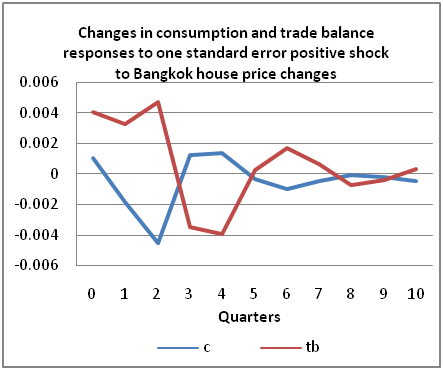 Changes in consumption and trade balance
responses to one standard error positive shock
to Bangkok house price changes
0.006
0.004
0.002
0
-0.002
-0.004
-0.006
0 1 2 3 4 5 6 7 8 9 10
Quarters
c tb